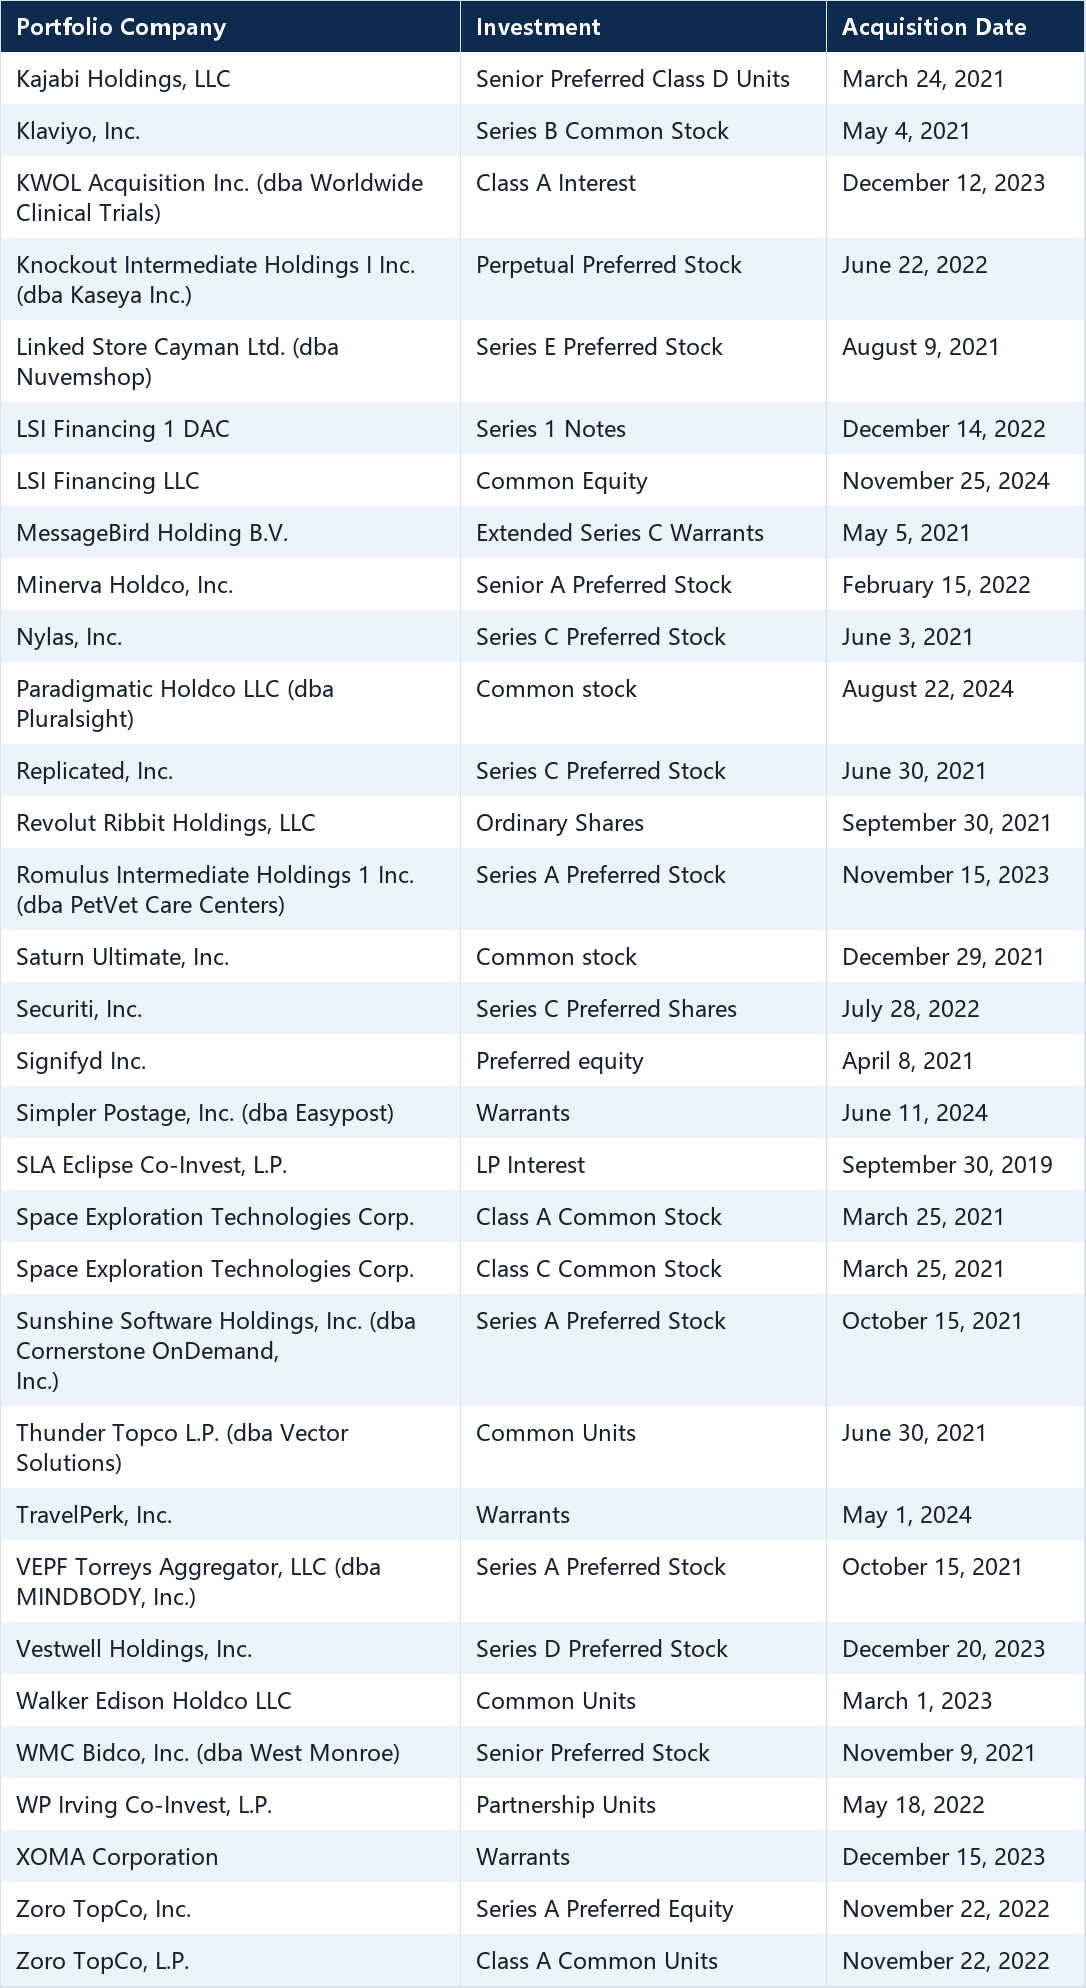 Portfolio Company Investment Acquisition Date
Kajabi Holdings, LLC Senior Preferred Class D Units March 24, 2021
Klaviyo, Inc. Series B Common Stock May 4, 2021
KWOL Acquisition Inc. (dba Worldwide Class A Interest December 12, 2023
Clinical Trials)
Knockout Intermediate Holdings I Inc. Perpetual Preferred Stock June 22, 2022
(dba Kaseya Inc.)
Linked Store Cayman Ltd. (dba Series E Preferred Stock August 9, 2021
Nuvemshop)
LSI Financing 1 DAC Series 1 Notes December 14, 2022
LSI Financing LLC Common Equity November 25, 2024
MessageBird Holding B.V. Extended Series C Warrants May 5, 2021
Minerva Holdco, Inc. Senior A Preferred Stock February 15, 2022
Nylas, Inc. Series C Preferred Stock June 3, 2021
Paradigmatic Holdco LLC (dba Common stock August 22, 2024
Pluralsight)
Replicated, Inc. Series C Preferred Stock June 30, 2021
Revolut Ribbit Holdings, LLC Ordinary Shares September 30, 2021
Romulus Intermediate Holdings 1 Inc. Series A Preferred Stock November 15, 2023
(dba PetVet Care Centers)
Saturn Ultimate, Inc. Common stock December 29, 2021
Securiti, Inc. Series C Preferred Shares July 28, 2022
Signifyd Inc. Preferred equity April 8, 2021
Simpler Postage, Inc. (dba Easypost) Warrants June 11, 2024
SLA Eclipse Co-Invest, L.P. LP Interest September 30, 2019
Space Exploration Technologies Corp. Class A Common Stock March 25, 2021
Space Exploration Technologies Corp. Class C Common Stock March 25, 2021
Sunshine Software Holdings, Inc. (dba Series A Preferred Stock October 15, 2021
Cornerstone OnDemand,
Inc.)
Thunder Topco L.P. (dba Vector Common Units June 30, 2021
Solutions)
TravelPerk, Inc. Warrants May 1, 2024
VEPF Torreys Aggregator, LLC (dba Series A Preferred Stock October 15, 2021
MINDBODY, Inc.)
Vestwell Holdings, Inc. Series D Preferred Stock December 20, 2023
Walker Edison Holdco LLC Common Units March 1, 2023
WMC Bidco, Inc. (dba West Monroe) Senior Preferred Stock November 9, 2021
WP Irving Co-Invest, L.P. Partnership Units May 18, 2022
XOMA Corporation Warrants December 15, 2023
Zoro TopCo, Inc. Series A Preferred Equity November 22, 2022
Zoro TopCo, L.P. Class A Common Units November 22, 2022